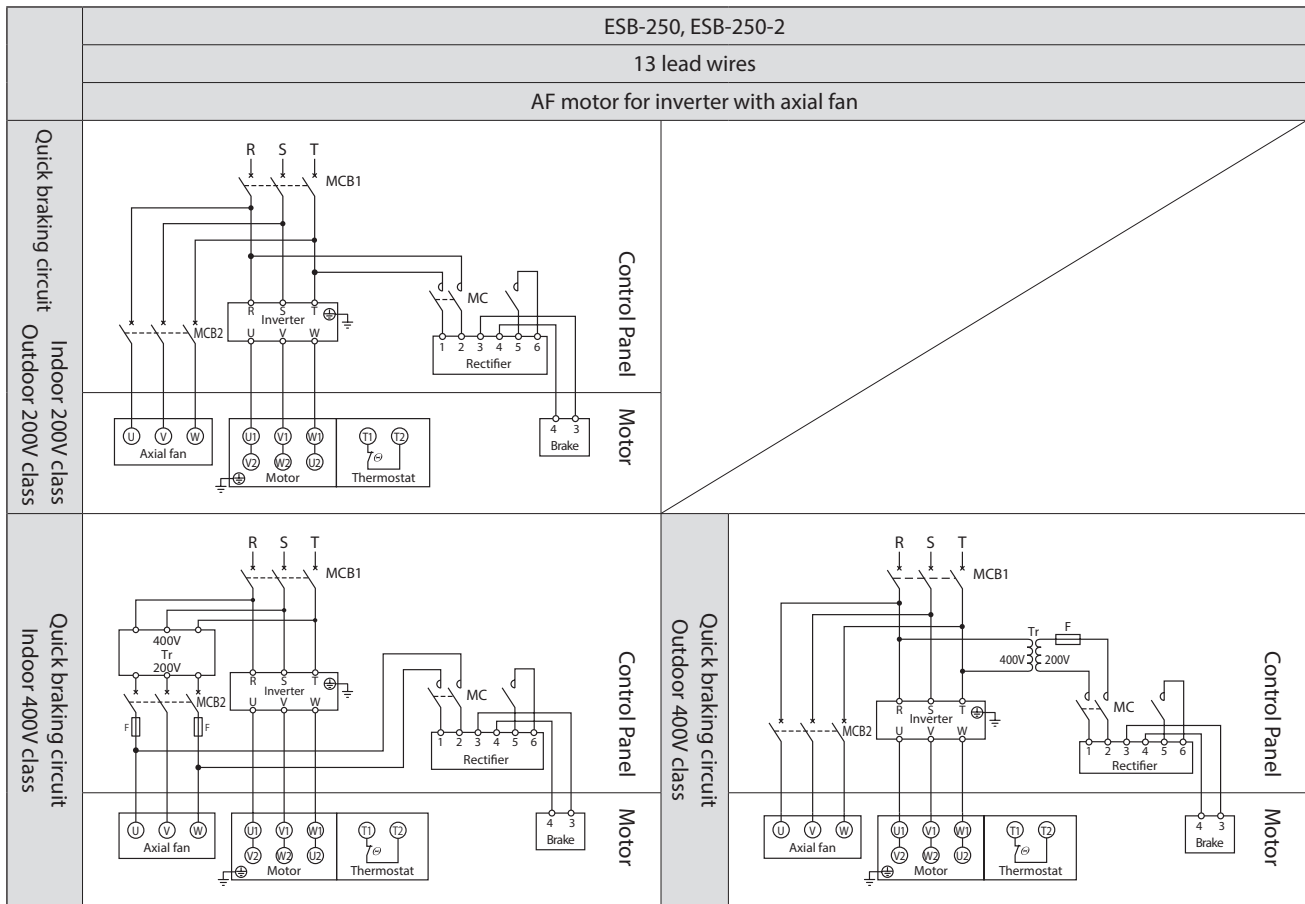 ESB-250, ESB-250-2
13 lead wires
AF motor for inverter with axial fan
Quick braking circuit
Indoor 200V class
Outdoor 200V class
R S T
MCB1
MC
R S T
Inverter
U V W
MCB2
1 2 3 4 5 6
Rectifier
Control Panel
U V W
Axial fan
U1 V1 W1
V2 W2 U2
Motor
T1 T2
Thermostat
4 3
Brake
Motor
Quick braking circuit
Indoor 400V class
R S T
MCB1
400V
Tr
200V
R S T
Inverter
U V W
MCB2
F F
MC
1 2 3 4 5 6
Rectifier
Control Panel
U V W
Axial fan
U1 V1 W1
V2 W2 U2
Motor
T1 T2
Thermostat
4 3
Brake
Motor
Quick braking circuit
Outdoor 400V class
R S T
MCB1
Tr F
400V 200V
R S T
Inverter
U V W
MCB2
MC
1 2 3 4 5 6
Rectifier
Control Panel
U V W
Axial fan
U1 V1 W1
V2 W2 U2
Motor
T1 T2
Thermostat
4 3
Brake
Motor